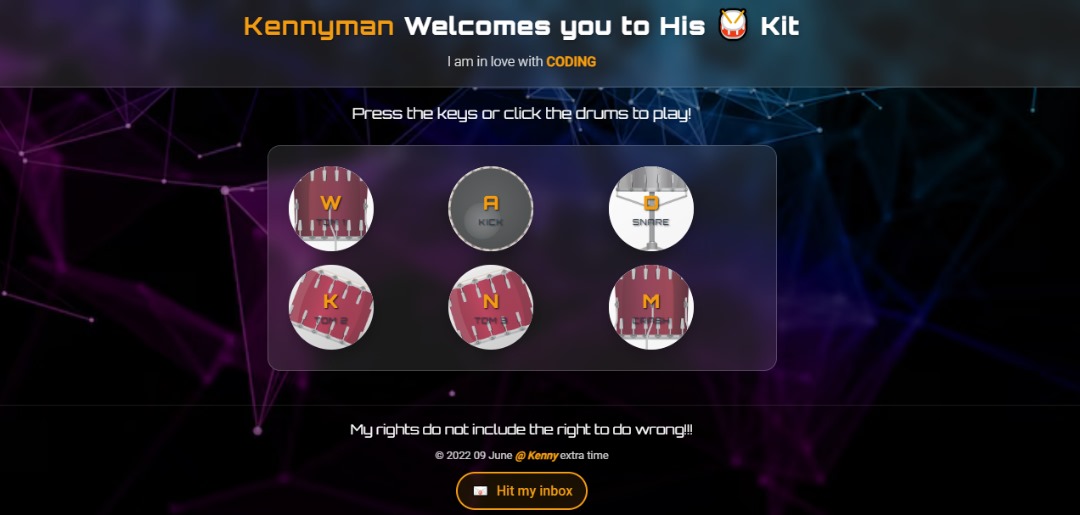 Kennyman Welcomes you to His 🥁 Kit
I am in love with CODING
Press the keys or click the drums to play!
W
TOM 1
A
KICK
D
SNARE
K
TOM 2
N
TOM 3
M
CRASH
My rights do not include the right to do wrong!!!
© 2022 09 June @ Kenny extra time
Hit my inbox